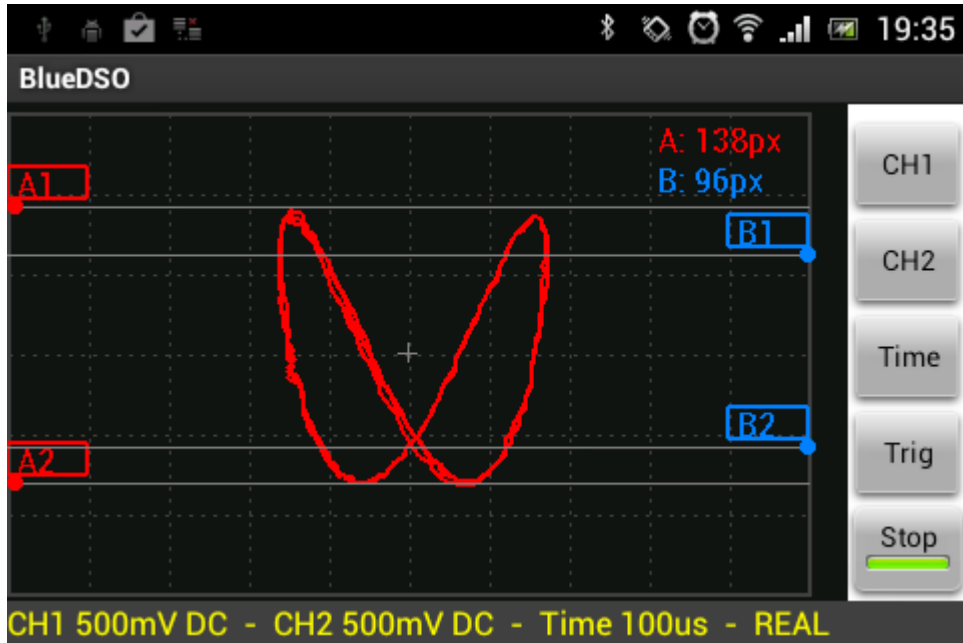 19:35
BlueDSO
A: 138px
B: 96px
A1
B1
B2
A2
CH1
CH2
Time
Trig
Stop
CH1 500mV DC - CH2 500mV DC - Time 100us - REAL